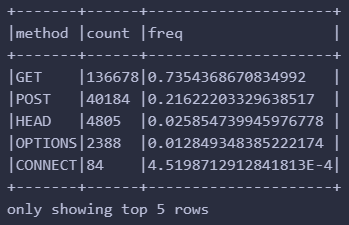 +-------+------+--------------------+
|method |count |freq                |
+-------+------+--------------------+
|GET    |136678|0.7354368670834992  |
|POST   |40184 |0.21622203329638517 |
|HEAD   |4805  |0.025854739945976778|
|OPTIONS|2388  |0.012849348385222174|
|CONNECT|84    |4.5198712912841813E-4|
+-------+------+--------------------+
only showing top 5 rows